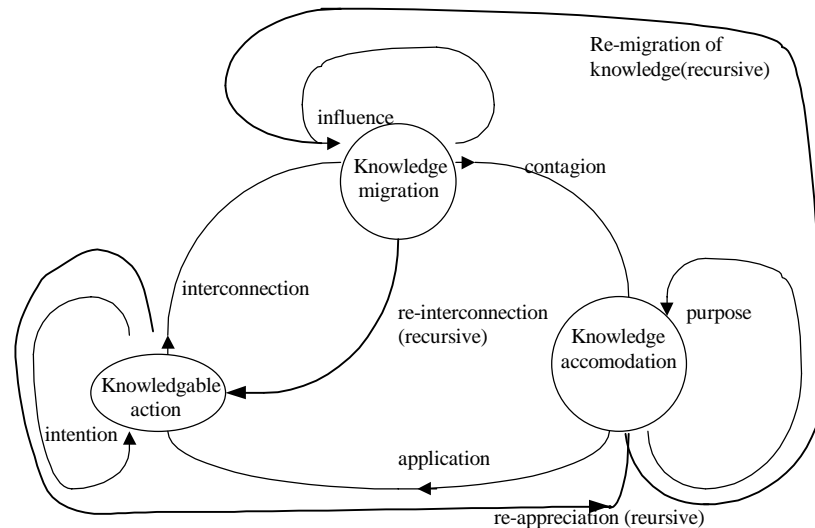 Re-migration of
knowledge(recursive)
influence
Knowledge
migration
contagion
interconnection
re-interconnection
(recursive)
purpose
Knowledge
accomodation
Knowledgable
action
intention
application
re-appreciation (reursive)